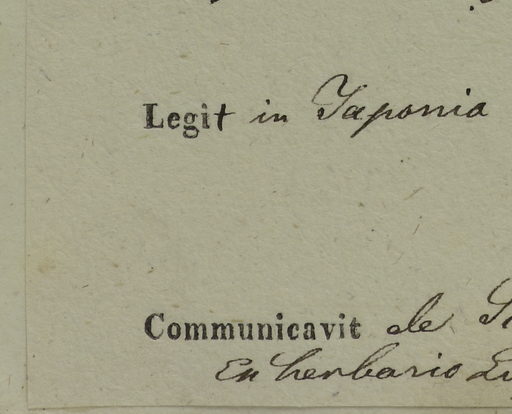 Legit in Japonia
Communicavit de
Ex herbario